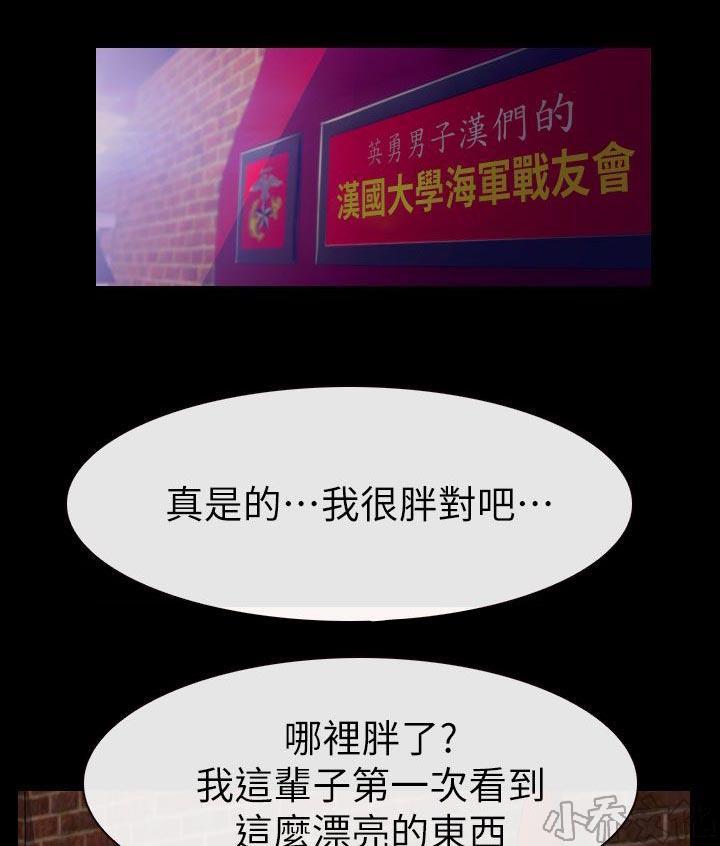 英勇男子漢們的
漢國大學海軍戰友會
真是的⋯我很胖對吧⋯
哪裡胖了?
我這輩子第一次看到
這麼漂亮的東西
小乔文化